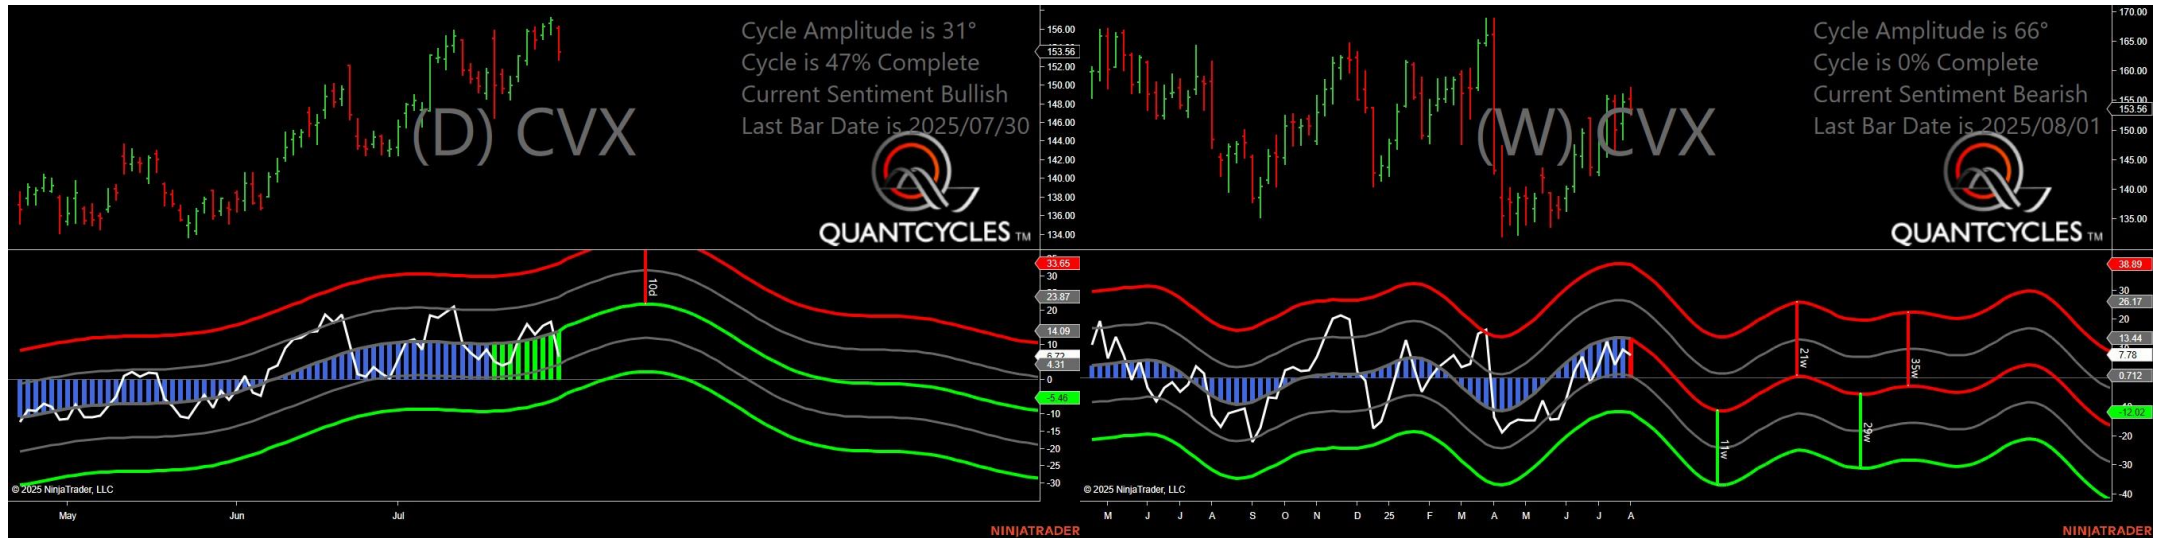 Cycle Amplitude is 31°
Cycle is 47% Complete
Current Sentiment Bullish
Last Bar Date is 2025/07/30
(D) CVX
QUANTCYCLES TM
156.00
153.56
152.00
150.00
148.00
146.00
144.00
142.00
140.00
138.00
136.00
134.00
10d
33.65
30
23.87
20
14.09
10
6.72
4.31
0
-5.46
-10
-15
-20
-25
-30
© 2025 NinjaTrader, LLC
May Jun Jul
NINJATRADER
Cycle Amplitude is 66°
Cycle is 0% Complete
Current Sentiment Bearish
Last Bar Date is 2025/08/01
(W) CVX
QUANTCYCLES TM
170.00
165.00
160.00
155.00
153.56
150.00
145.00
140.00
135.00
11w
21w
29w
35w
38.89
30
26.17
20
13.44
7.78
0.712
-12.02
-20
-30
-40
© 2025 NinjaTrader, LLC
M J J A S O N D 25 F M A M J J A
NINJATRADER